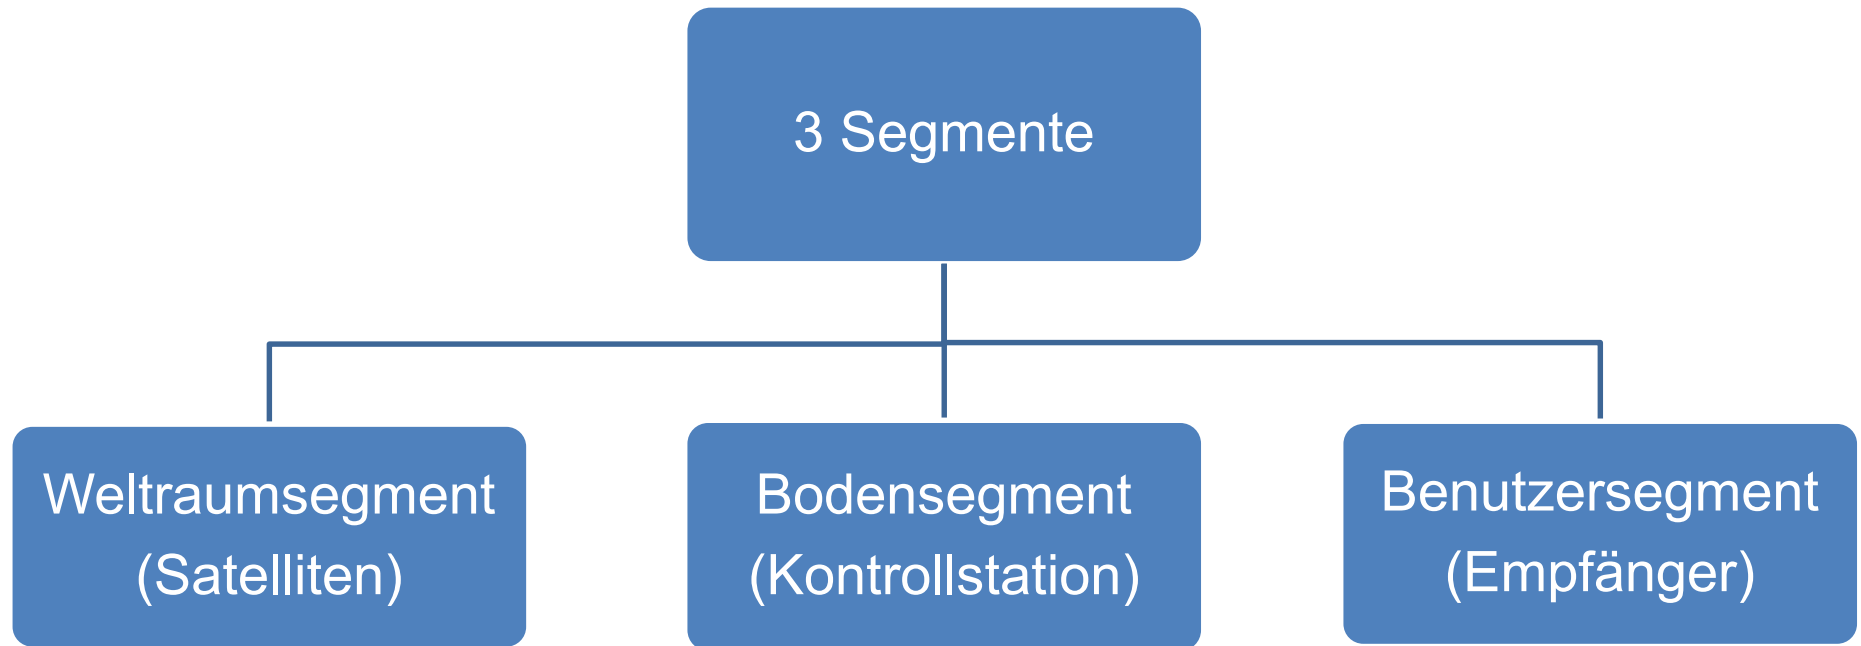 3 Segmente
Weltraumsegment
(Satelliten)
Bodensegment
(Kontrollstation)
Benutzersegment
(Empfänger)